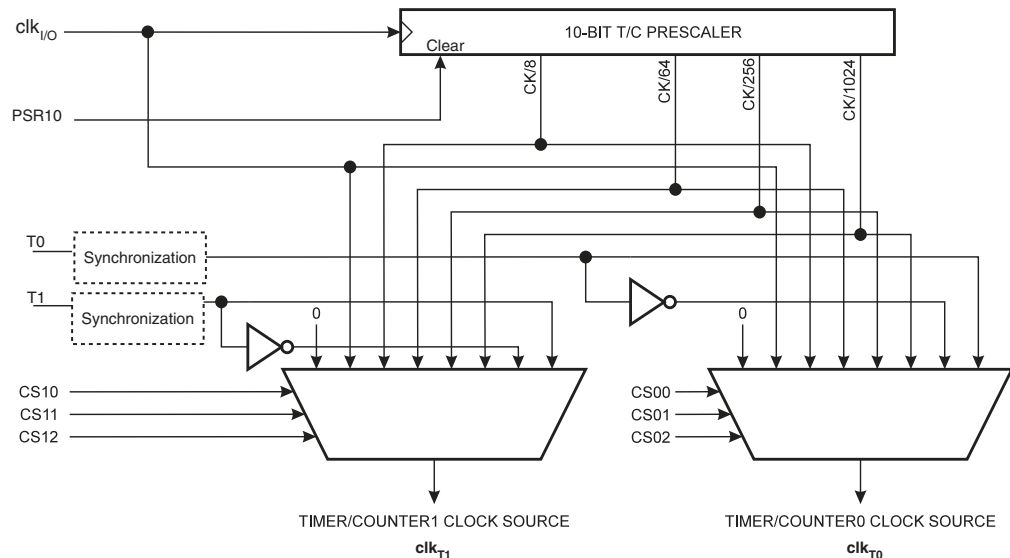 clkI/O
10-BIT T/C PRESCALER
Clear
CK/8
CK/64
CK/256
CK/1024
PSR10
T0
Synchronization
T1
Synchronization
0
0
CS10
CS11
CS12
CS00
CS01
CS02
TIMER/COUNTER1 CLOCK SOURCE
clkT1
TIMER/COUNTER0 CLOCK SOURCE
clkT0